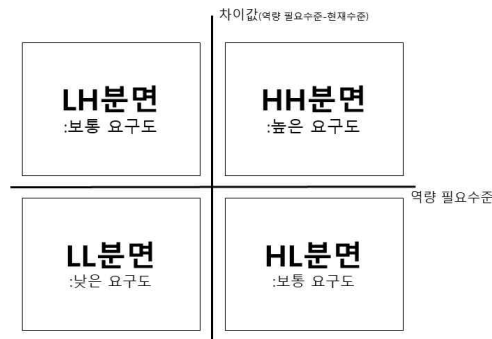 차이값(역량 필요수준-현재수준)
LH분면
:보통 요구도
HH분면
:높은 요구도
역량 필요수준
LL분면
:낮은 요구도
HL분면
:보통 요구도